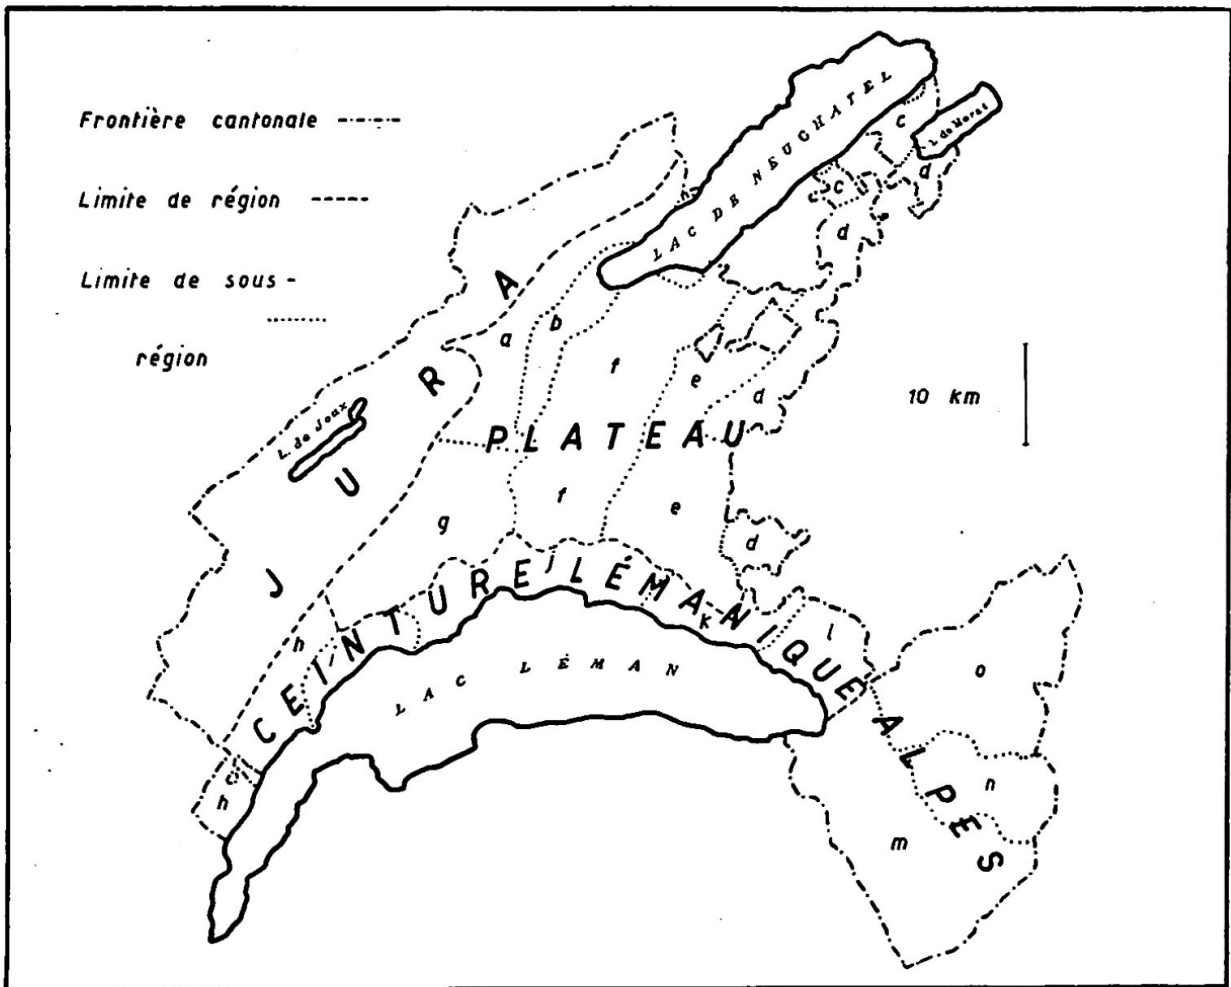 Frontière cantonale
Limite de région
Limite de sous-
région
LAC DE NEUCHATEL
L. de Morat
c
d
c
c
d
JURA
a
b
f
e
d
10 km
L. de Joux
PLATEAU
g
f
e
d
CEINTURE LÉMANIQUE
h
i
j
k
l
LAC LÉMAN
h
ALPES
o
n
m